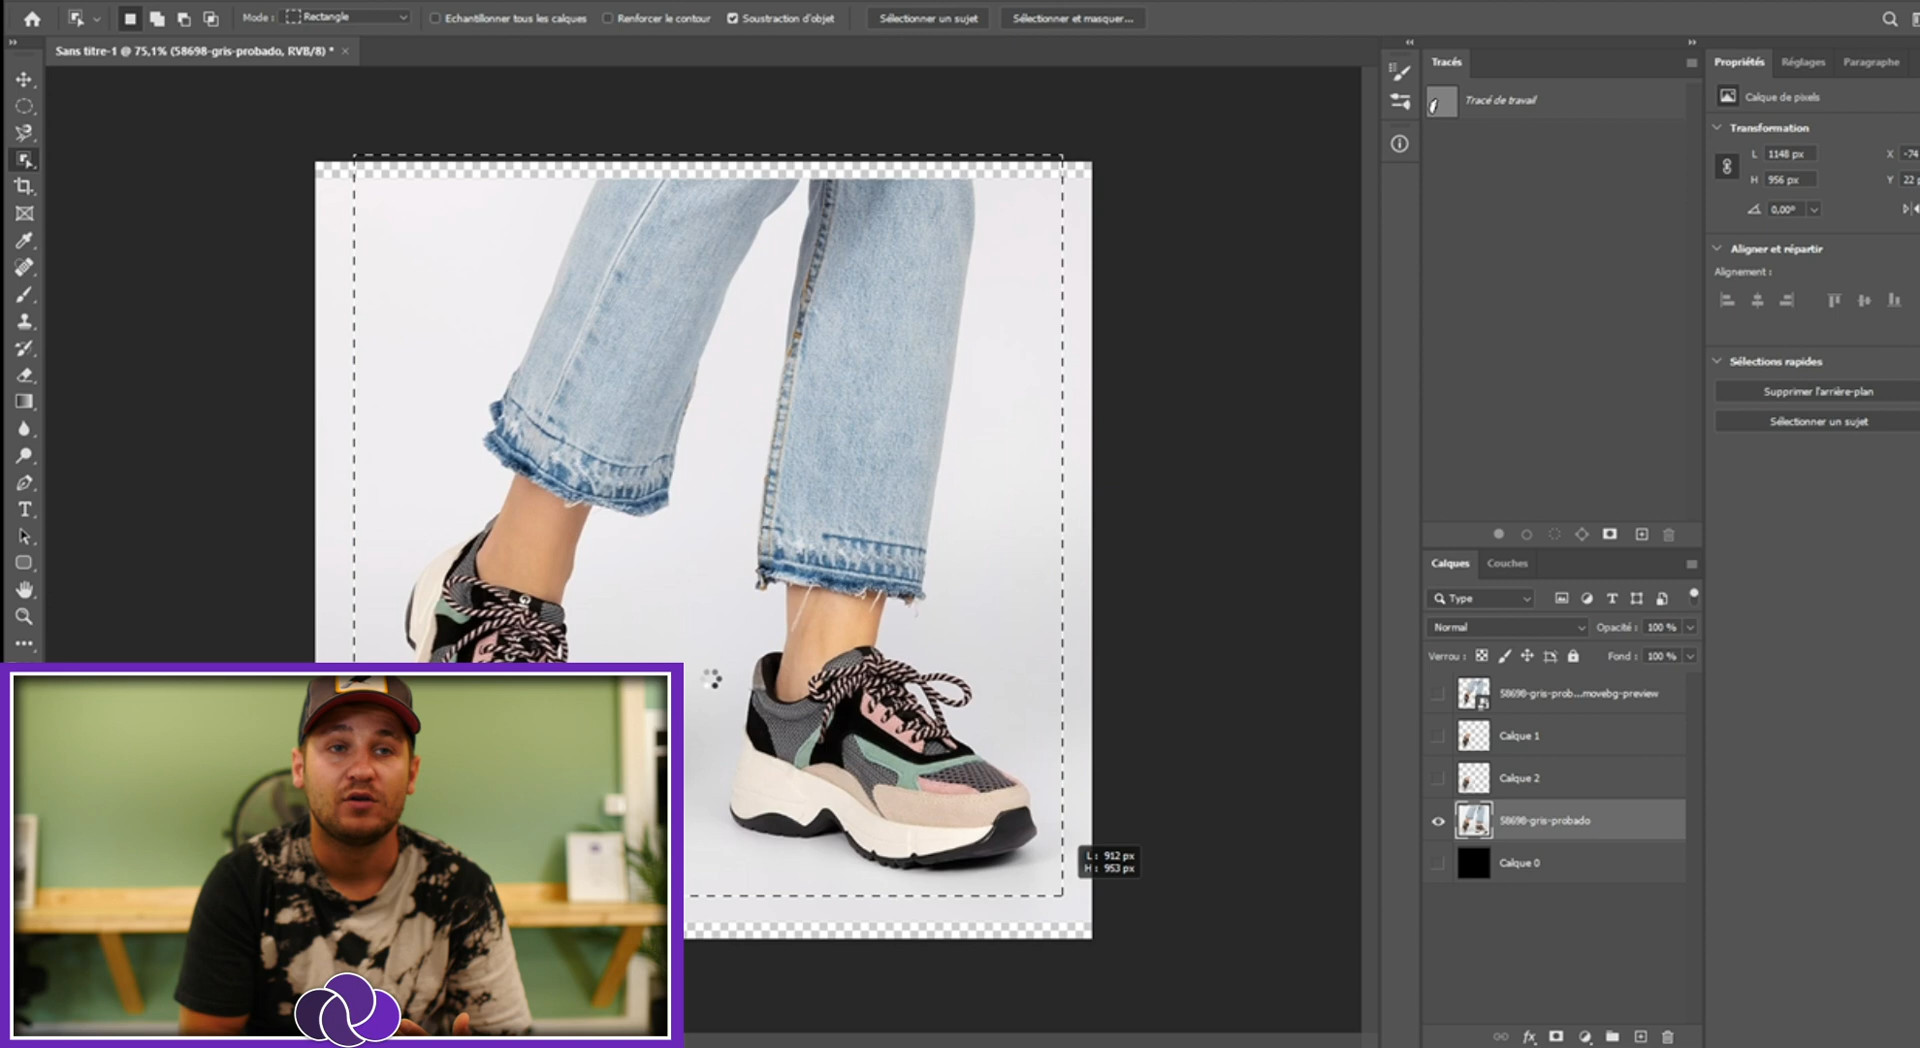 Mode :
Rectangle
Echantillonner tous les calques
Renforcer le contour
Soustraction d'objet
Sélectionner un sujet
Sélectionner et masquer...
Sans titre-1 @ 75,1% (58698-gris-probado, RVB/8) *
Tracés
Tracé de travail
Propriétés
Réglages
Paragraphe
Calque de pixels
Transformation
L 1148 px
X -74
H 956 px
Y 22 p
0,00°
Aligner et répartir
Alignement :
Sélections rapides
Supprimer l'arrière-plan
Sélectionner un sujet
L : 912 px
H : 953 px
Calques
Couches
Type
Normal
Opacité : 100 %
Verrou :
Fond : 100 %
58698-gris-prob...movebg-preview
Calque 1
Calque 2
58698-gris-probado
Calque 0